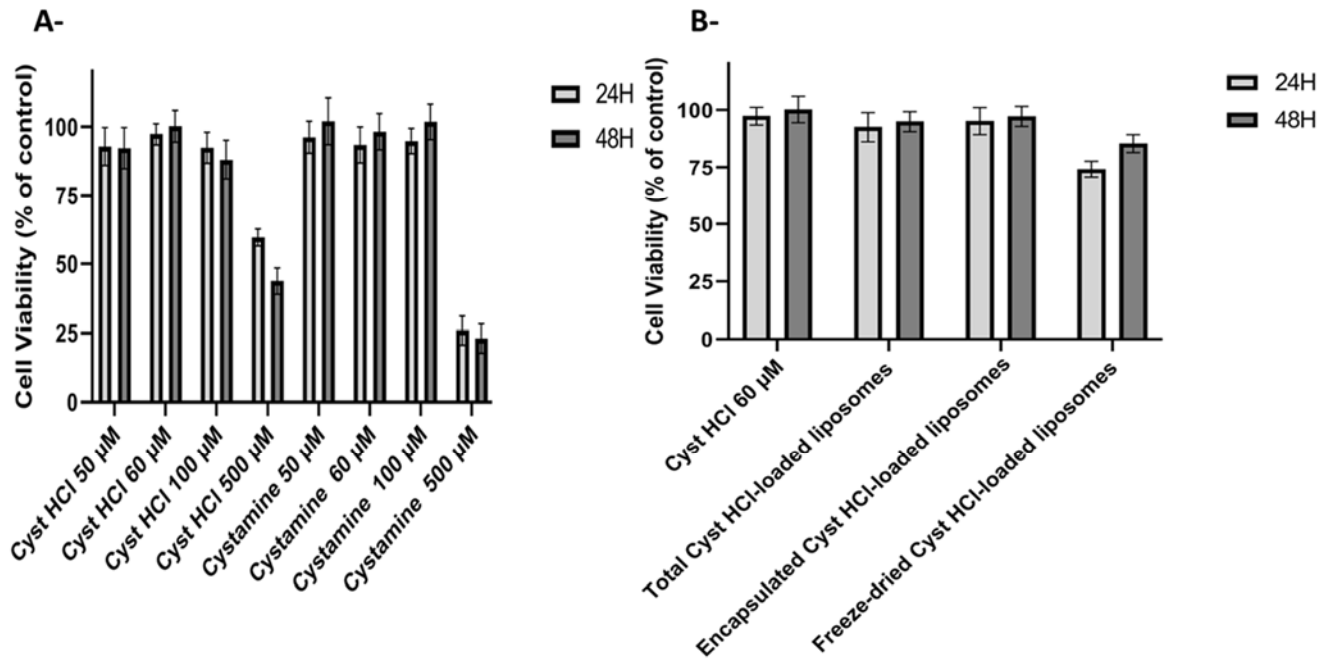 A-
Cell Viability (% of control)
100
75
50
25
0
24H
48H
Cyst HCl 50 µM
Cyst HCl 60 µM
Cyst HCl 100 µM
Cyst HCl 500 µM
Cystamine 50 µM
Cystamine 60 µM
Cystamine 100 µM
Cystamine 500 µM
B-
Cell Viability (% of control)
100
75
50
25
0
24H
48H
Cyst HCl 60 µM
Total Cyst HCl-loaded liposomes
Encapsulated Cyst HCl-loaded liposomes
Freeze-dried Cyst HCl-loaded liposomes